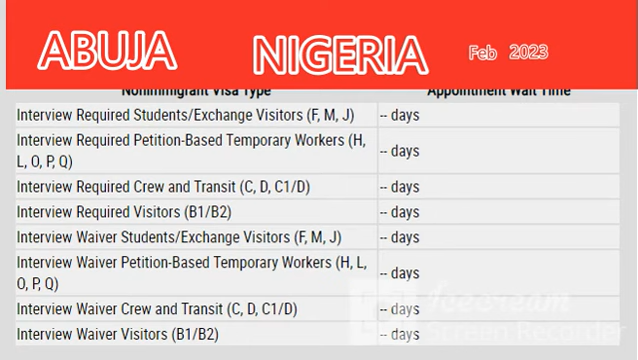 ABUJA NIGERIA Feb 2023
Nonimmigrant Visa Type Appointment Wait Time
Interview Required Students/Exchange Visitors (F, M, J) -- days
Interview Required Petition-Based Temporary Workers (H,
L, O, P, Q) -- days
Interview Required Crew and Transit (C, D, C1/D) -- days
Interview Required Visitors (B1/B2) -- days
Interview Waiver Students/Exchange Visitors (F, M, J) -- days
Interview Waiver Petition-Based Temporary Workers (H, L,
O, P, Q) -- days
Interview Waiver Crew and Transit (C, D, C1/D) -- days
Interview Waiver Visitors (B1/B2) -- days
Icecream
Screen Recorder